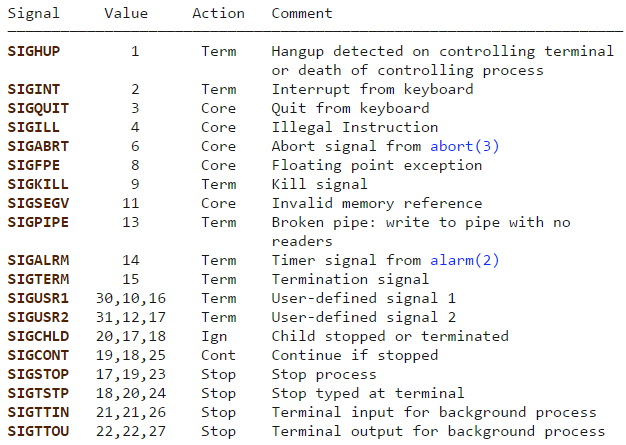 Signal Value Action Comment
SIGHUP 1 Term Hangup detected on controlling terminal
or death of controlling process
SIGINT 2 Term Interrupt from keyboard
SIGQUIT 3 Core Quit from keyboard
SIGILL 4 Core Illegal Instruction
SIGABRT 6 Core Abort signal from abort(3)
SIGFPE 8 Core Floating point exception
SIGKILL 9 Term Kill signal
SIGSEGV 11 Core Invalid memory reference
SIGPIPE 13 Term Broken pipe: write to pipe with no
readers
SIGALRM 14 Term Timer signal from alarm(2)
SIGTERM 15 Term Termination signal
SIGUSR1 30,10,16 Term User-defined signal 1
SIGUSR2 31,12,17 Term User-defined signal 2
SIGCHLD 20,17,18 Ign Child stopped or terminated
SIGCONT 19,18,25 Cont Continue if stopped
SIGSTOP 17,19,23 Stop Stop process
SIGTSTP 18,20,24 Stop Stop typed at terminal
SIGTTIN 21,21,26 Stop Terminal input for background process
SIGTTOU 22,22,27 Stop Terminal output for background process